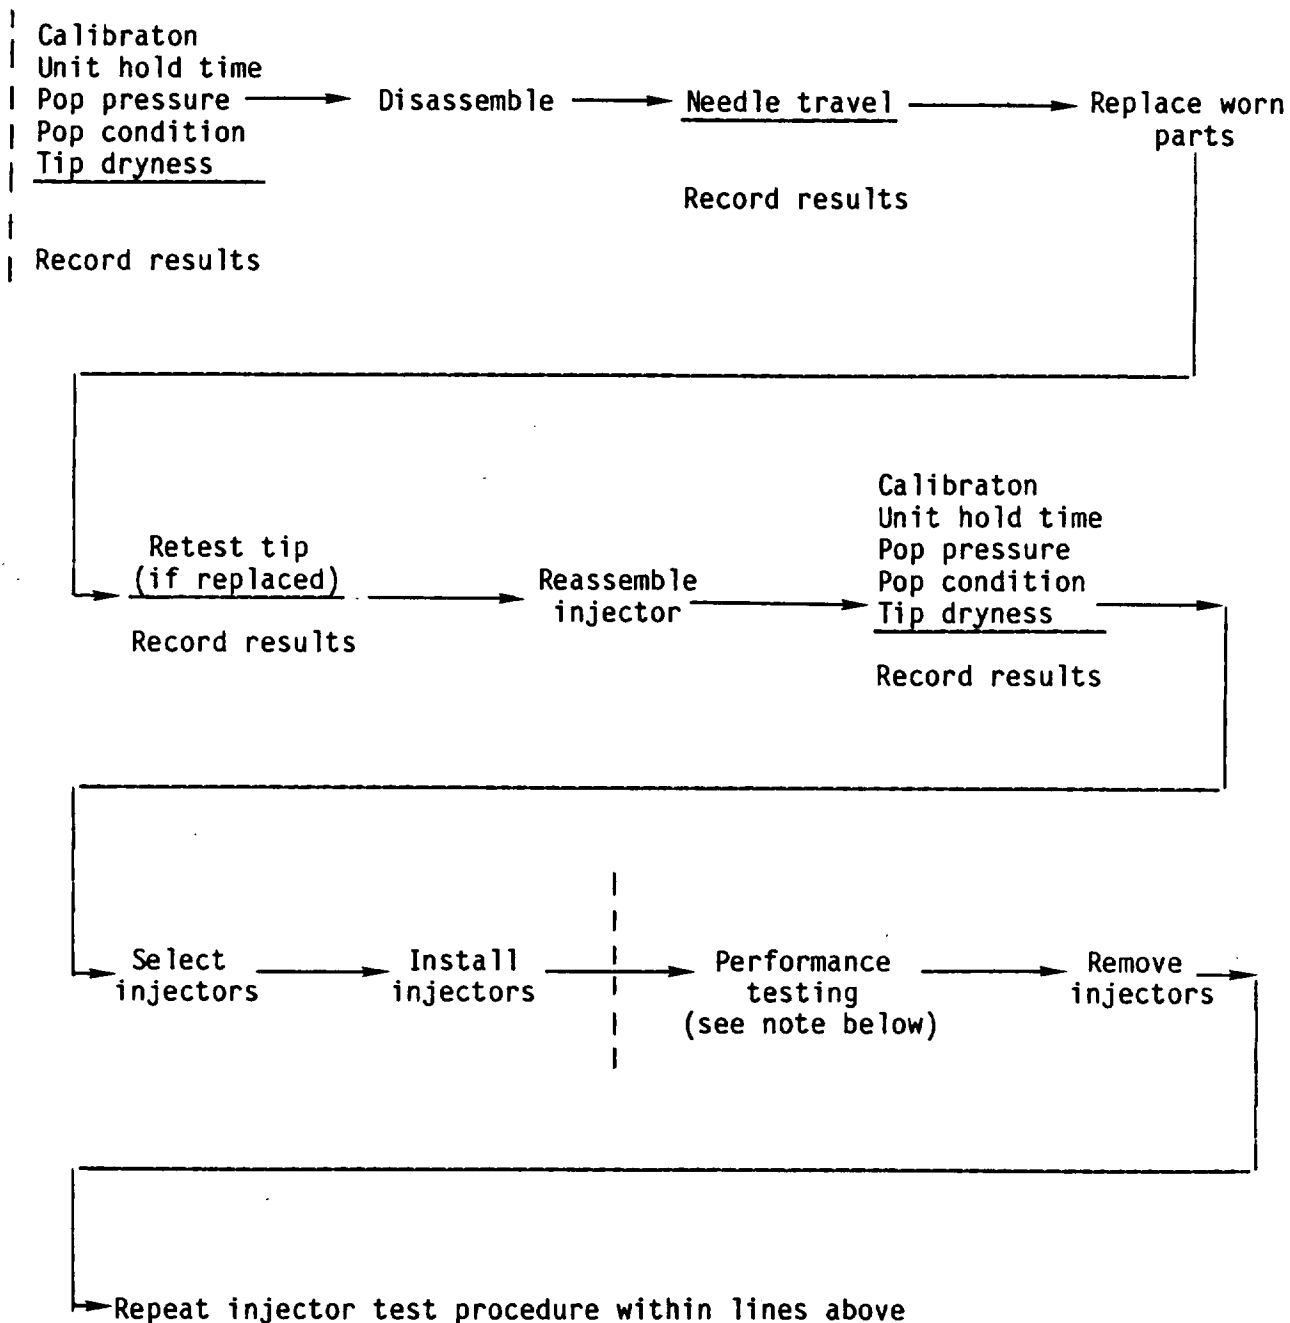 Calibraton
Unit hold time
Pop pressure
Pop condition
Tip dryness
Record results
Disassemble
Needle travel
Record results
Replace worn
parts
Retest tip
(if replaced)
Record results
Reassemble
injector
Calibraton
Unit hold time
Pop pressure
Pop condition
Tip dryness
Record results
Select
injectors
Install
injectors
Performance
testing
(see note below)
Remove
injectors
Repeat injector test procedure within lines above